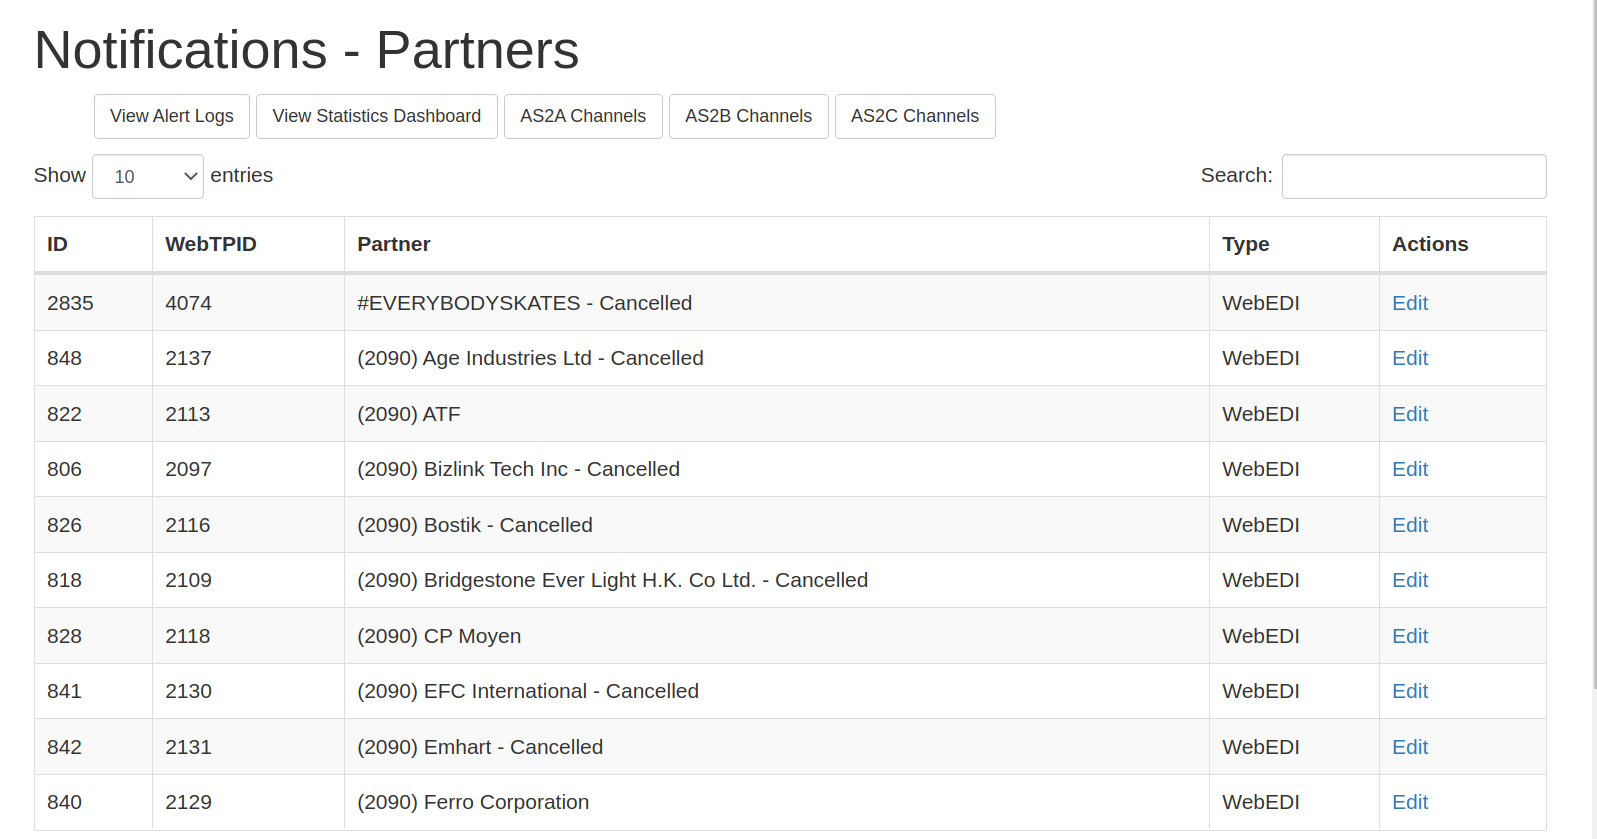 Notifications - Partners
View Alert Logs View Statistics Dashboard AS2A Channels AS2B Channels AS2C Channels
Show 10 entries Search:
ID WebTPID Partner Type Actions
2835 4074 #EVERYBODYSKATES - Cancelled WebEDI Edit
848 2137 (2090) Age Industries Ltd - Cancelled WebEDI Edit
822 2113 (2090) ATF WebEDI Edit
806 2097 (2090) Bizlink Tech Inc - Cancelled WebEDI Edit
826 2116 (2090) Bostik - Cancelled WebEDI Edit
818 2109 (2090) Bridgestone Ever Light H.K. Co Ltd. - Cancelled WebEDI Edit
828 2118 (2090) CP Moyen WebEDI Edit
841 2130 (2090) EFC International - Cancelled WebEDI Edit
842 2131 (2090) Emhart - Cancelled WebEDI Edit
840 2129 (2090) Ferro Corporation WebEDI Edit